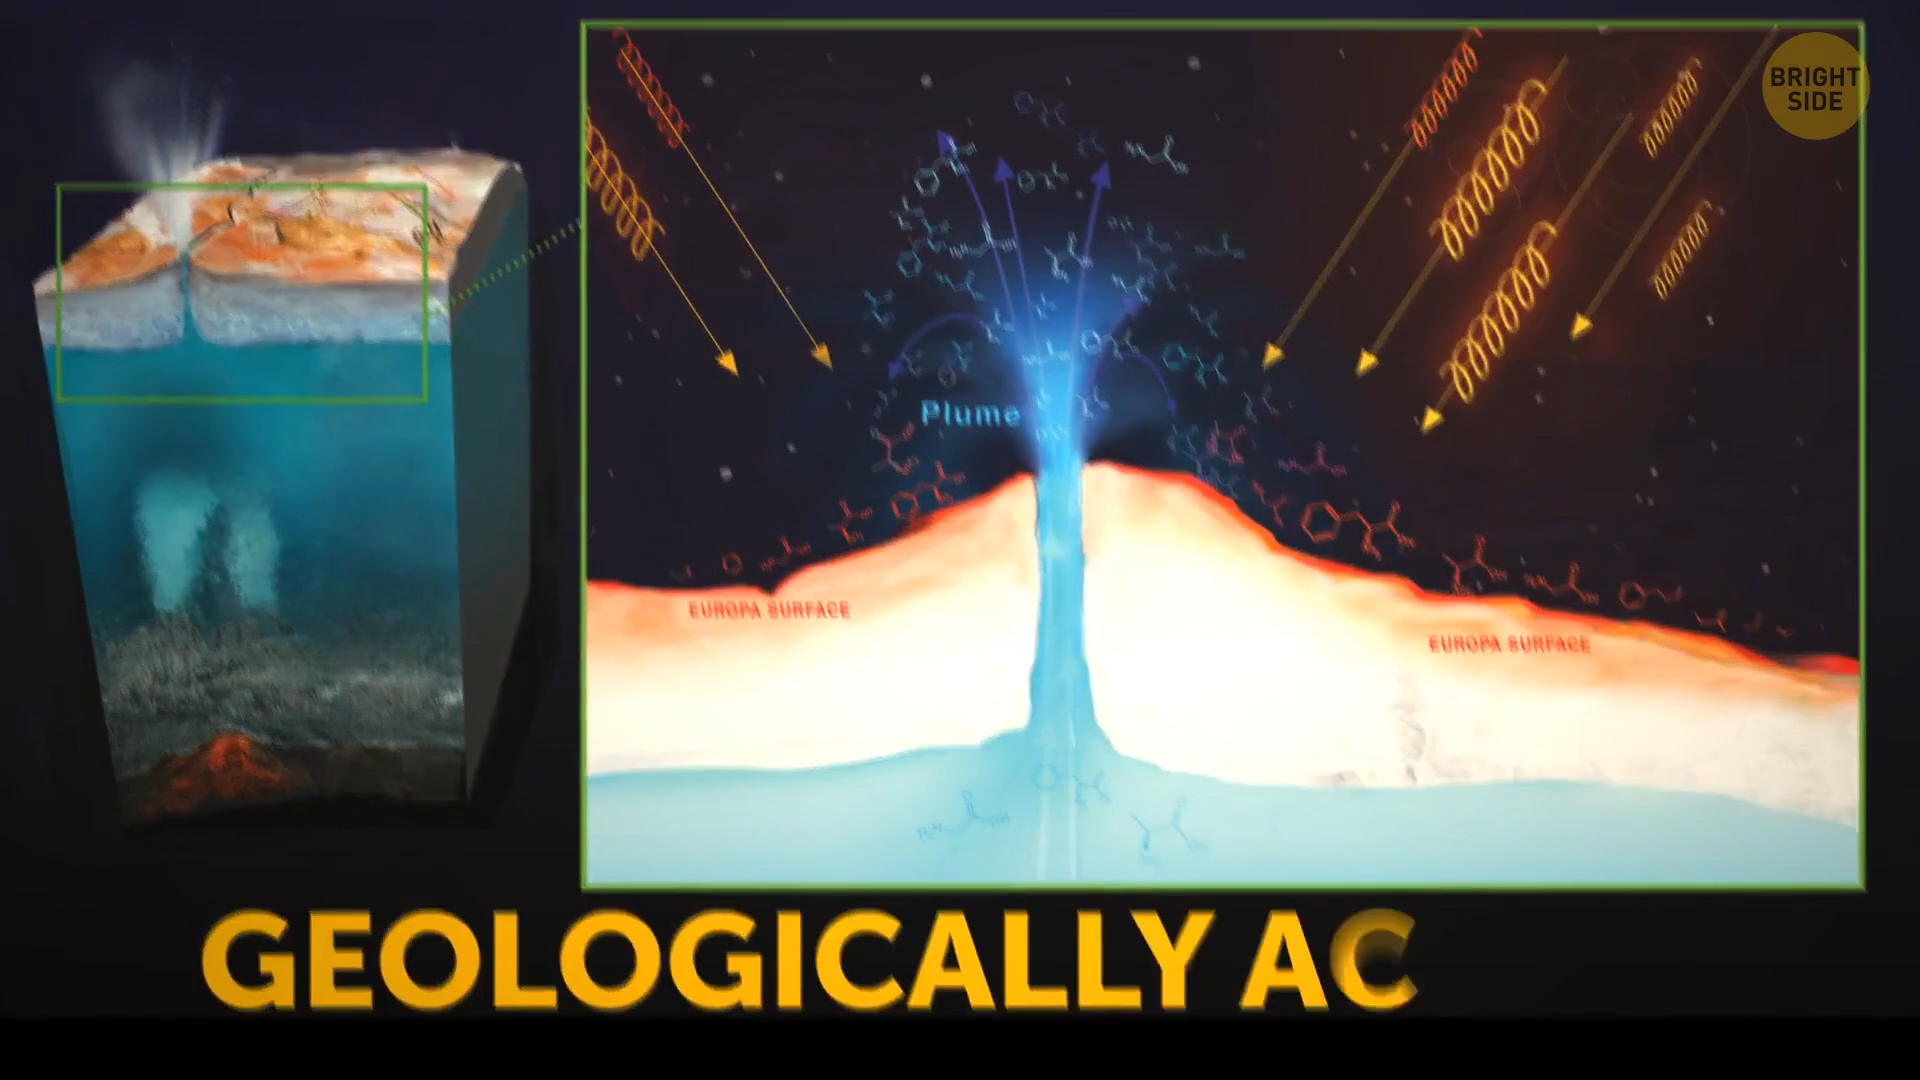 BRIGHT
SIDE
Plume
EUROPA SURFACE
EUROPA SURFACE
GEOLOGICALLY AC